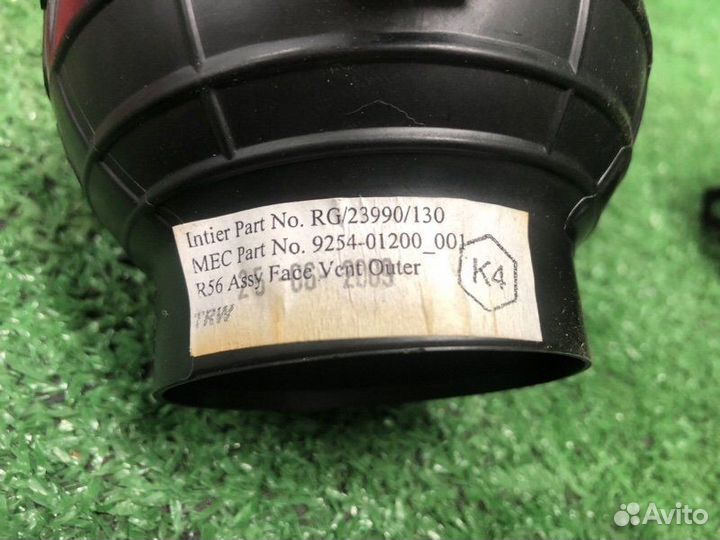 Intier Part No. RG/23990/130
MEC Part No. 9254-01200_001
R56 Assy Face Vent Outer
2009
TRW
K4
Avito